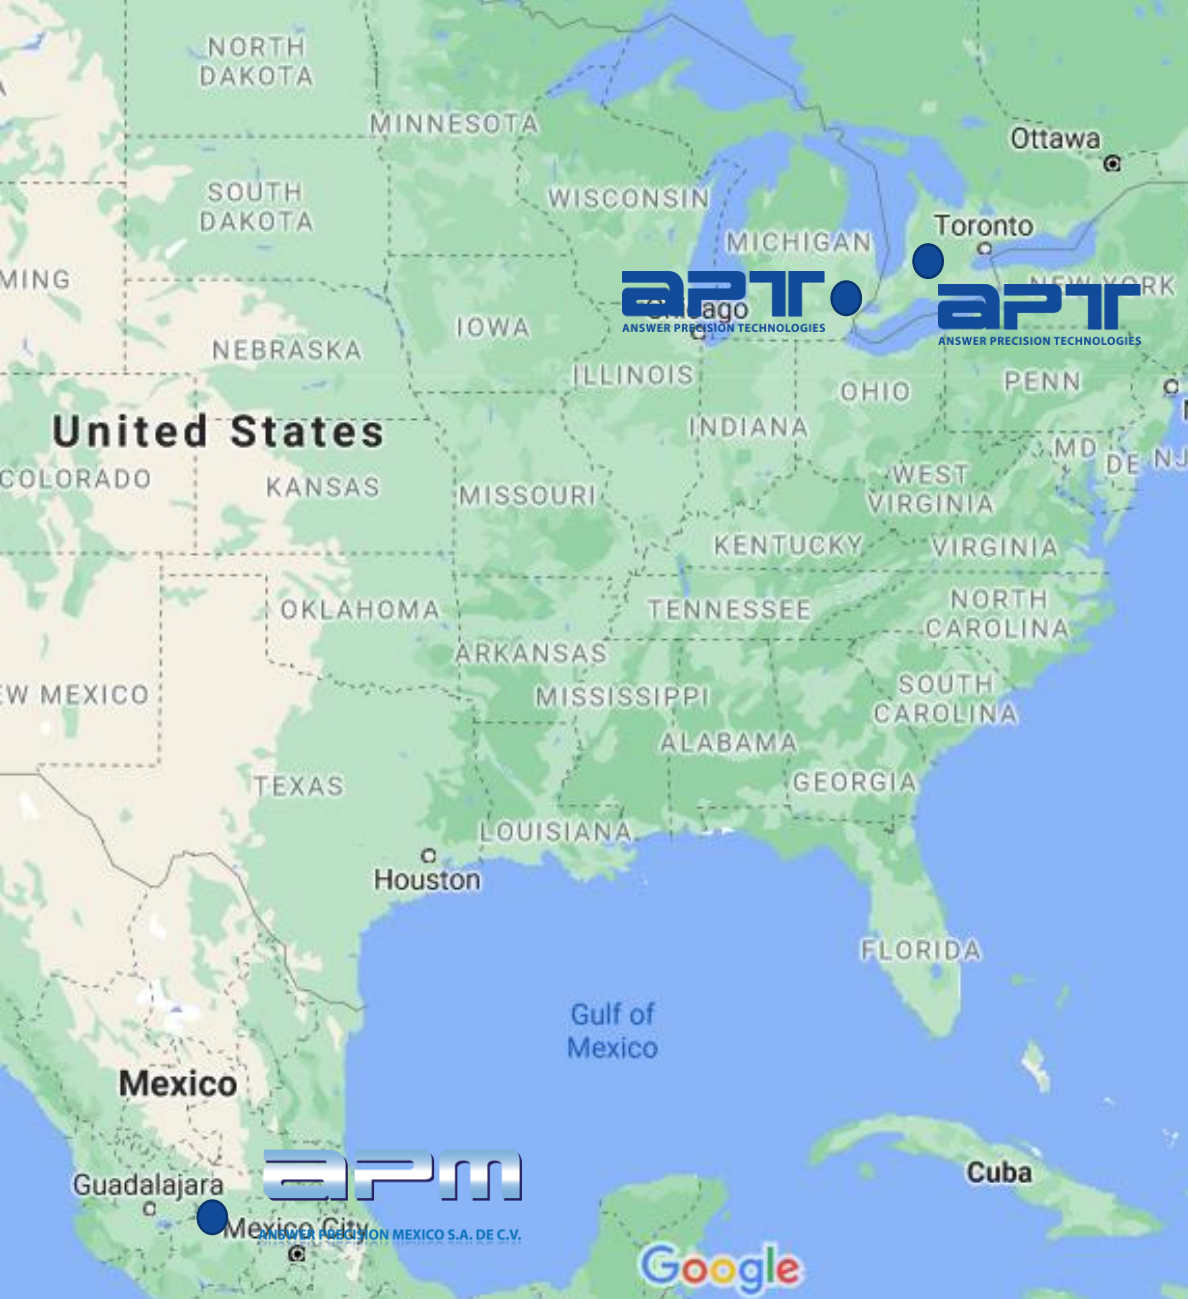 NORTH
DAKOTA
MINNESOTA
Ottawa
SOUTH
DAKOTA
WISCONSIN
Toronto
MICHIGAN
MING
NEW YORK
APT
Chicago
ANSWER PRECISION TECHNOLOGIES
APT
ANSWER PRECISION TECHNOLOGIES
IOWA
NEBRASKA
ILLINOIS
OHIO
PENN
United States
INDIANA
MD
DE
NJ
COLORADO
KANSAS
MISSOURI
WEST
VIRGINIA
KENTUCKY
VIRGINIA
OKLAHOMA
TENNESSEE
NORTH
CAROLINA
ARKANSAS
EW MEXICO
MISSISSIPPI
SOUTH
CAROLINA
ALABAMA
TEXAS
GEORGIA
LOUISIANA
Houston
FLORIDA
Gulf of
Mexico
Mexico
apm
Guadalajara
Cuba
Mexico City
ANSWER PRECISION MEXICO S.A. DE C.V.
Google